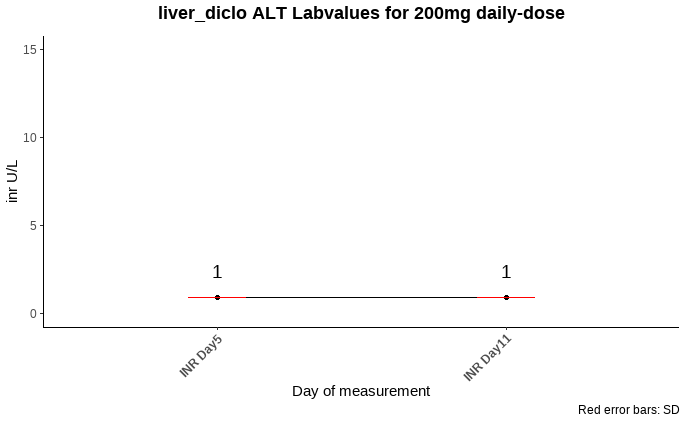 liver_diclo ALT Labvalues for 200mg daily-dose
inr U/L
15
10
5
0
1
1
INR Day5
INR Day11
Day of measurement
Red error bars: SD